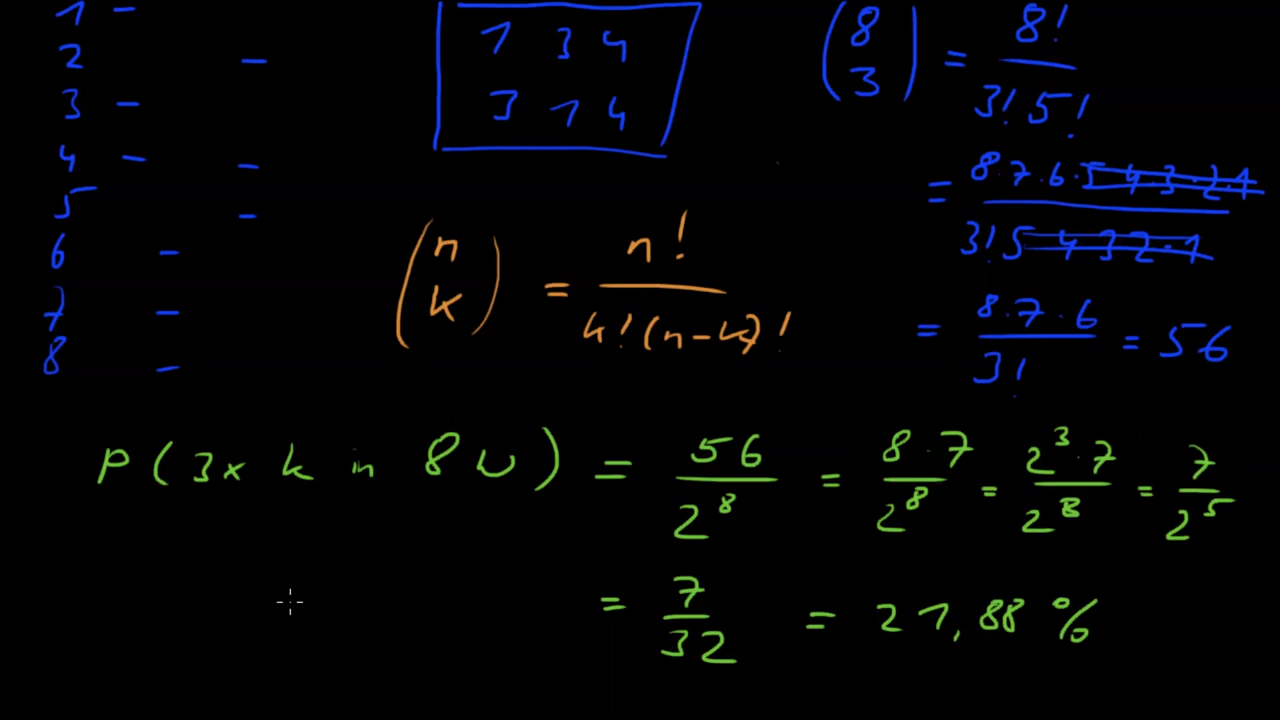 1 -
2 -
3 -
4 - -
5 -
6 -
7 -
8 -
1 3 4
3 1 4
(8 3) = 8! / 3! 5!
= 8·7·6·5·4·3·2·1 / 3! 5 4 3 2·1
= 8·7·6 / 3! = 56
(n k) = n! / k! (n-k)!
P (3x k in 8 W) = 56 / 2^8 = 8·7 / 2^8 = 2^3·7 / 2^8 = 7 / 2^5
= 7 / 32 = 21,88 %